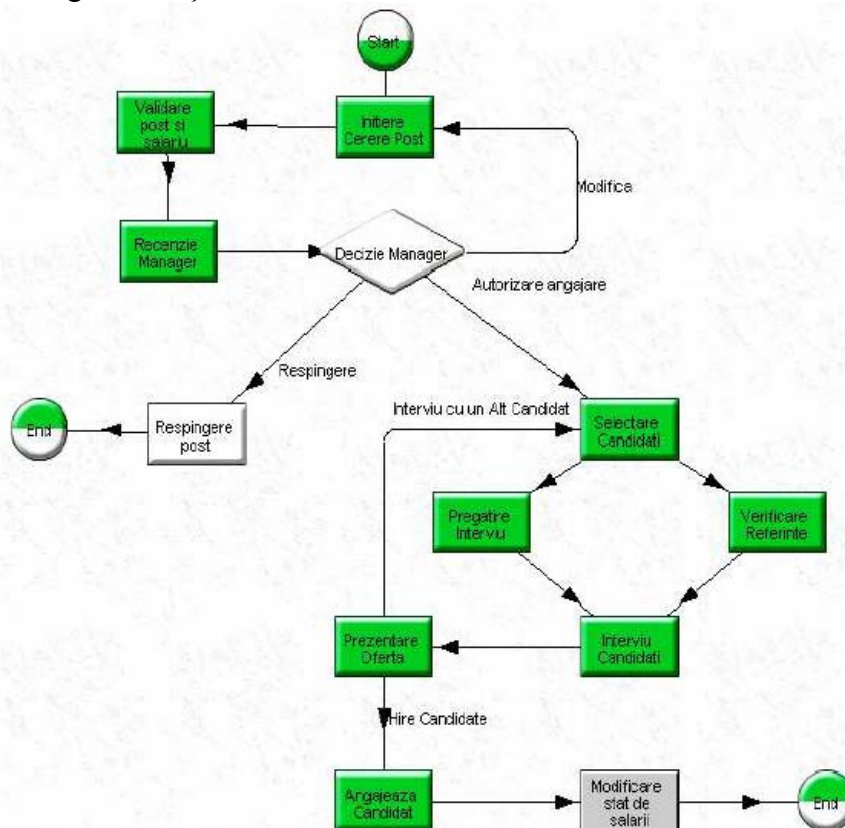 Start
Validare
post si
salariu
Initiere
Cerere Post
Modifica
Recenzie
Manager
Decizie Manager
Autorizare angajare
Respingere
End
Respingere
post
Interviu cu un Alt Candidat
Selectare
Candidati
Pregatire
Interviu
Verificare
Referinte
Prezentare
Oferta
Interviu
Candidati
Hire Candidate
Angajeaza
Candidat
Modificare
stat de
salarii
End